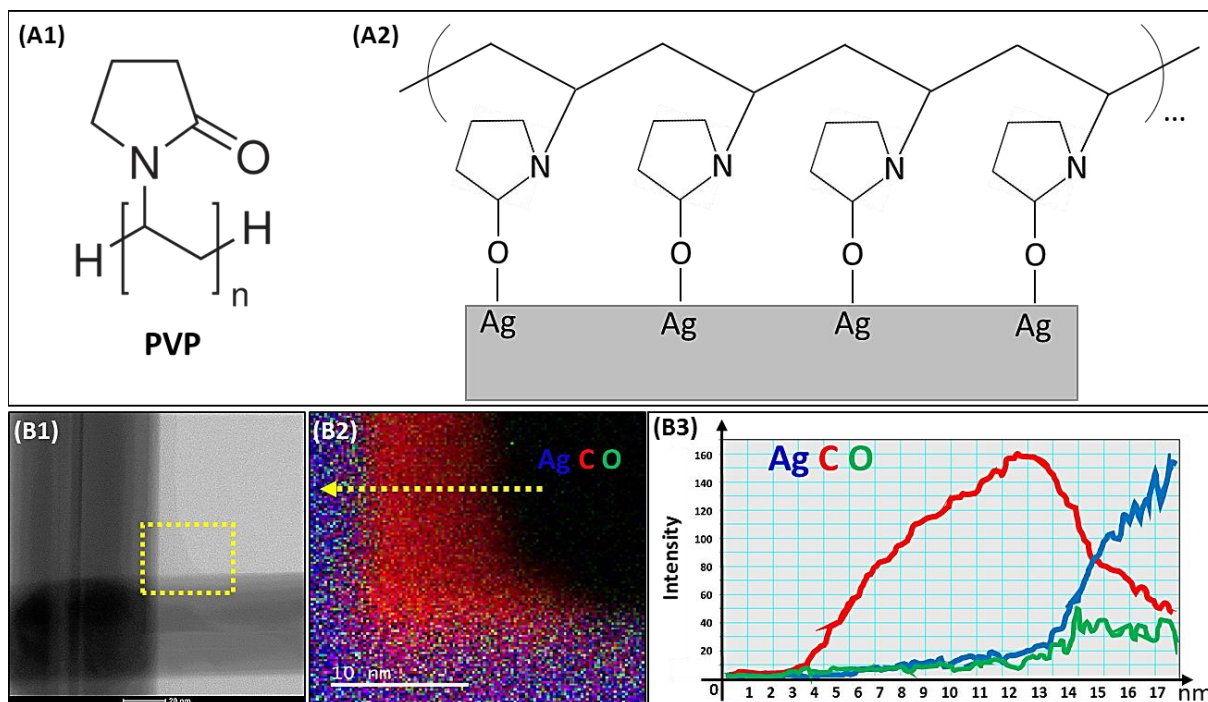 (A1)
N
O
H
H
n
PVP
(A2)
N N N N
...
O O O O
Ag Ag Ag Ag
(B1)
20 nm
(B2)
Ag C O
10 nm
(B3)
Ag C O
Intensity
160
140
120
100
80
60
40
20
0 1 2 3 4 5 6 7 8 9 10 11 12 13 14 15 16 17 nm